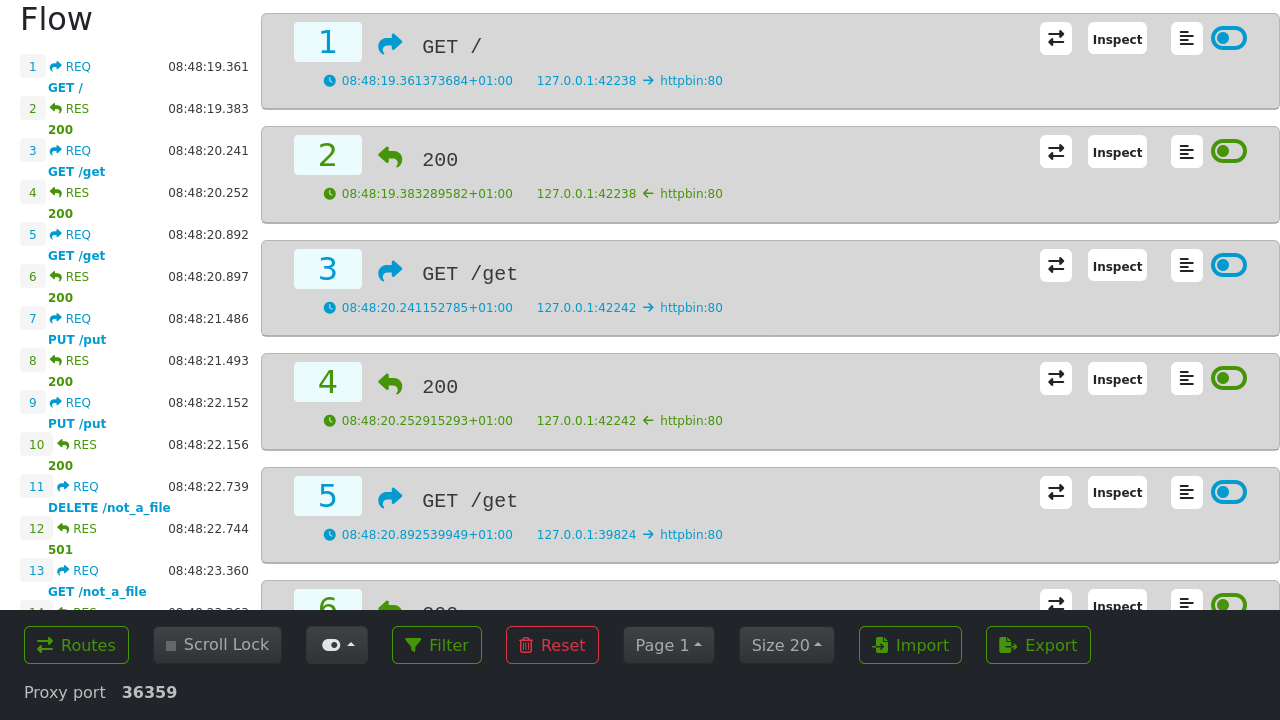 Flow
1 REQ 08:48:19.361
GET /
2 RES 08:48:19.383
200
3 REQ 08:48:20.241
GET /get
4 RES 08:48:20.252
200
5 REQ 08:48:20.892
GET /get
6 RES 08:48:20.897
200
7 REQ 08:48:21.486
PUT /put
8 RES 08:48:21.493
200
9 REQ 08:48:22.152
PUT /put
10 RES 08:48:22.156
200
11 REQ 08:48:22.739
DELETE /not_a_file
12 RES 08:48:22.744
501
13 REQ 08:48:23.360
GET /not_a_file
1 GET / Inspect
08:48:19.361373684+01:00 127.0.0.1:42238 → httpbin:80
2 200 Inspect
08:48:19.383289582+01:00 127.0.0.1:42238 ← httpbin:80
3 GET /get Inspect
08:48:20.241152785+01:00 127.0.0.1:42242 → httpbin:80
4 200 Inspect
08:48:20.252915293+01:00 127.0.0.1:42242 ← httpbin:80
5 GET /get Inspect
08:48:20.892539949+01:00 127.0.0.1:39824 → httpbin:80
6 200 Inspect
Routes Scroll Lock Filter Reset Page 1 Size 20 Import Export
Proxy port 36359